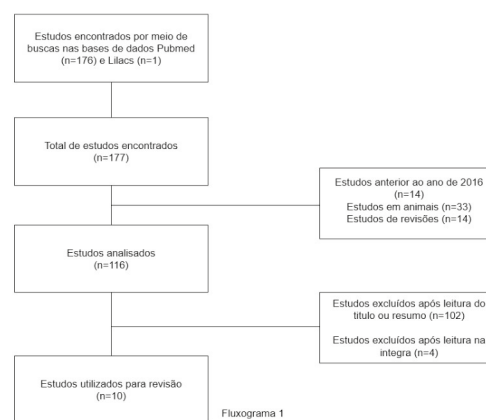 Estudos encontrados por meio de
buscas nas bases de dados Pubmed
(n=176) e Lilacs (n=1)
Total de estudos encontrados
(n=177)
Estudos anterior ao ano de 2016
(n=14)
Estudos em animais (n=33)
Estudos de revisões (n=14)
Estudos analisados
(n=116)
Estudos excluídos após leitura do
titulo ou resumo (n=102)
Estudos excluídos após leitura na
integra (n=4)
Estudos utilizados para revisão
(n=10)
Fluxograma 1